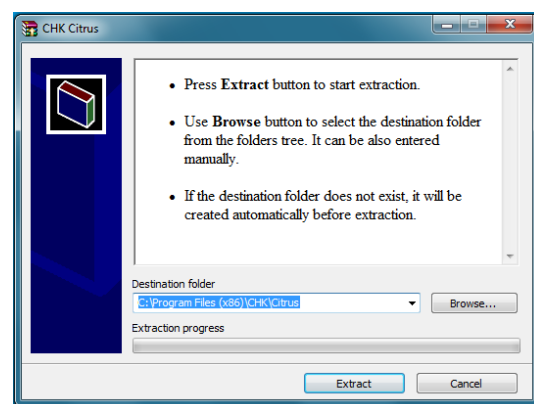 CHK Citrus
• Press Extract button to start extraction.
• Use Browse button to select the destination folder
from the folders tree. It can be also entered
manually.
• If the destination folder does not exist, it will be
created automatically before extraction.
Destination folder
C:\Program Files (x86)\CHK\Citrus
Browse...
Extraction progress
Extract
Cancel